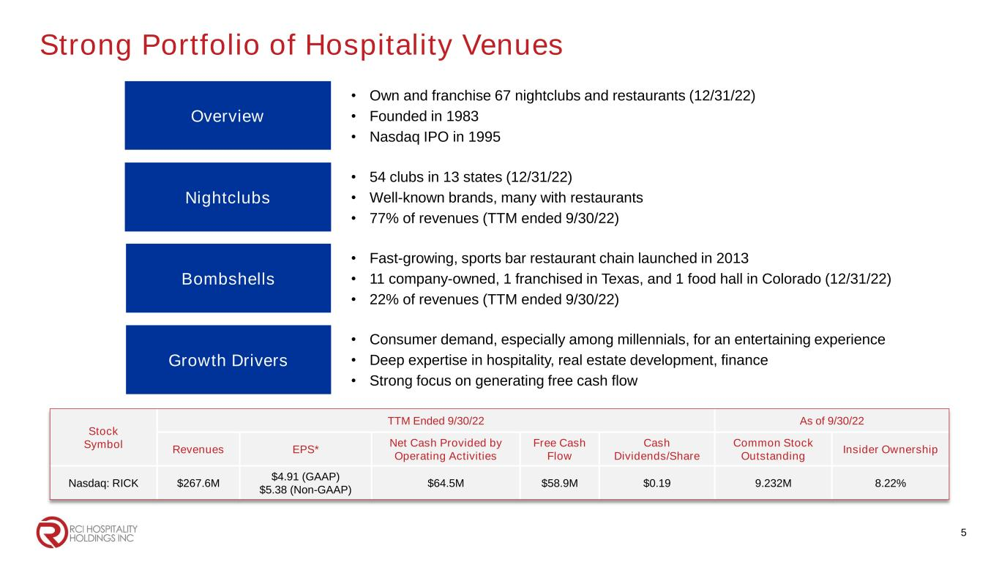 Strong Portfolio of Hospitality Venues
Overview
• Own and franchise 67 nightclubs and restaurants (12/31/22)
• Founded in 1983
• Nasdaq IPO in 1995
Nightclubs
• 54 clubs in 13 states (12/31/22)
• Well-known brands, many with restaurants
• 77% of revenues (TTM ended 9/30/22)
Bombshells
• Fast-growing, sports bar restaurant chain launched in 2013
• 11 company-owned, 1 franchised in Texas, and 1 food hall in Colorado (12/31/22)
• 22% of revenues (TTM ended 9/30/22)
Growth Drivers
• Consumer demand, especially among millennials, for an entertaining experience
• Deep expertise in hospitality, real estate development, finance
• Strong focus on generating free cash flow
Stock
Symbol
TTM Ended 9/30/22
As of 9/30/22
Revenues
EPS*
Net Cash Provided by
Operating Activities
Free Cash
Flow
Cash
Dividends/Share
Common Stock
Outstanding
Insider Ownership
Nasdaq: RICK
$267.6M
$4.91 (GAAP)
$5.38 (Non-GAAP)
$64.5M
$58.9M
$0.19
9.232M
8.22%
RCI HOSPITALITY
HOLDINGS INC
5